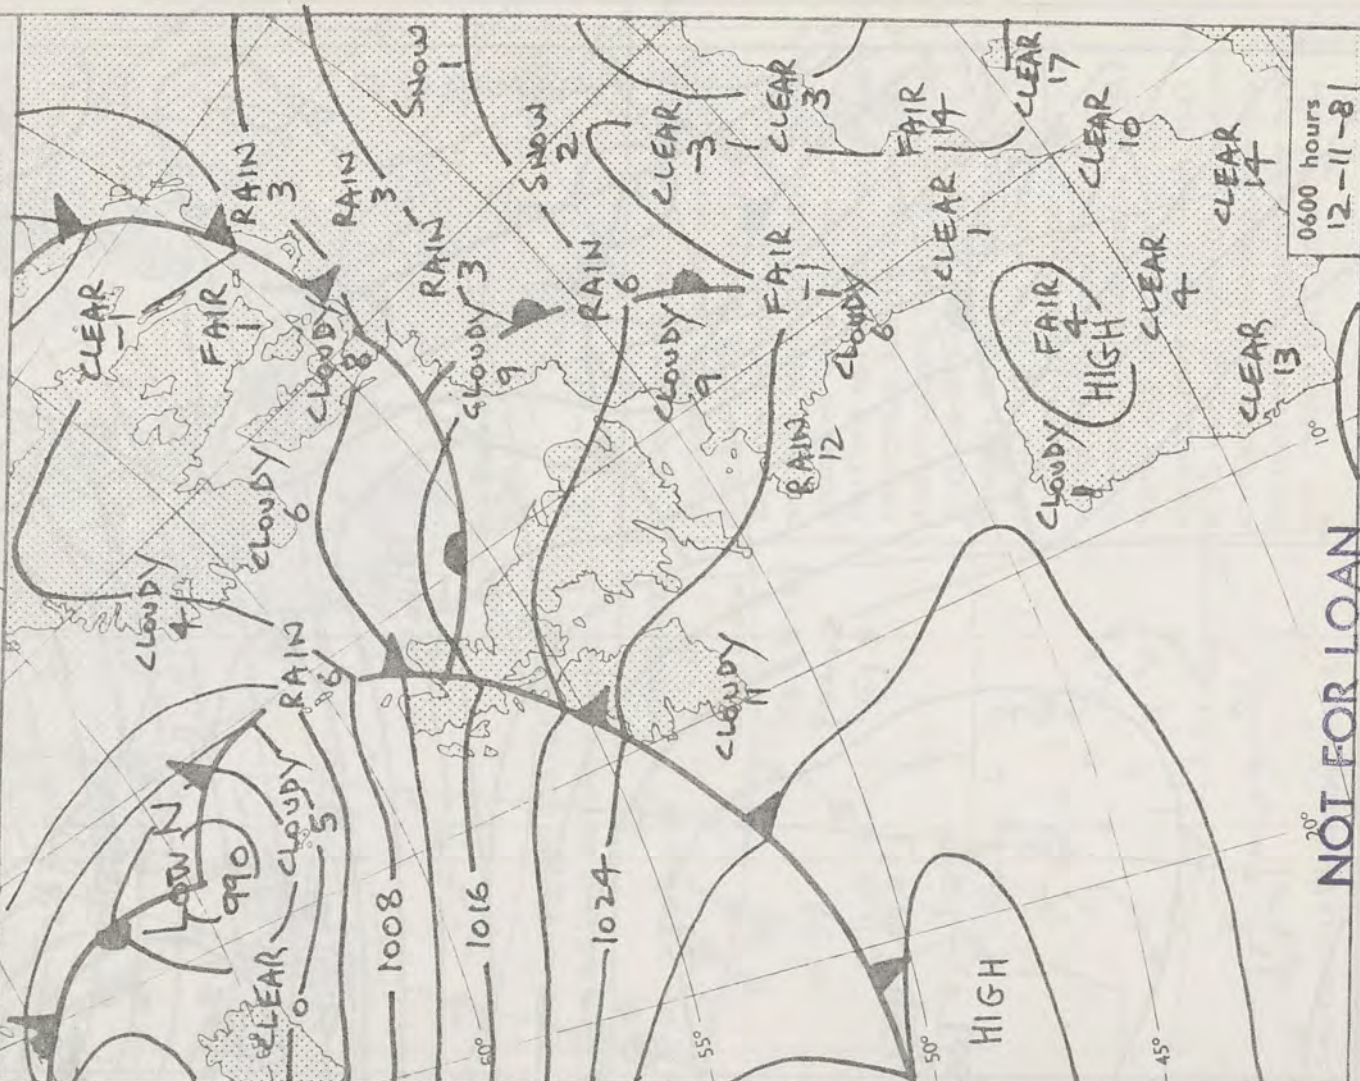 SNOW
1
CLEAR
17
CLEAR
3
FAIR
14
CLEAR
10
SNOW
2
CLEAR
-3
RAIN
3
RAIN
3
CLEAR
14
0600 hours
12-11-81
RAIN
3
RAIN
6
FAIR
-1
CLEAR
1
CLEAR
-1
FAIR
1
CLOUDY
8
CLOUDY
9
CLOUDY
9
CLOUDY
6
FAIR
4
HIGH
CLEAR
4
CLEAR
13
RAIN
12
CLOUDY
CLOUDY
6
10°
CLOUDY
4
RAIN
6
CLOUDY
11
LOW N
990
CLOUDY
5
CLEAR
0
1008
1016
1024
20°
HIGH
60°
55°
50°
45°
NOT FOR LOAN